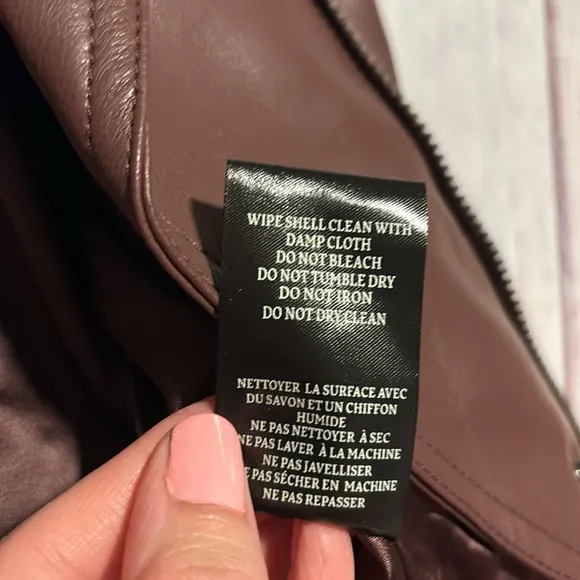 WIPE SHELL CLEAN WITH
DAMP CLOTH
DO NOT BLEACH
DO NOT TUMBLE DRY
DO NOT IRON
DO NOT DRY CLEAN
NETTOYER LA SURFACE AVEC
DU SAVON ET UN CHIFFON
HUMIDE
NE PAS NETTOYER À SEC
NE PAS LAVER À LA MACHINE
NE PAS JAVELLISER
NE PAS SÉCHER EN MACHINE
NE PAS REPASSER